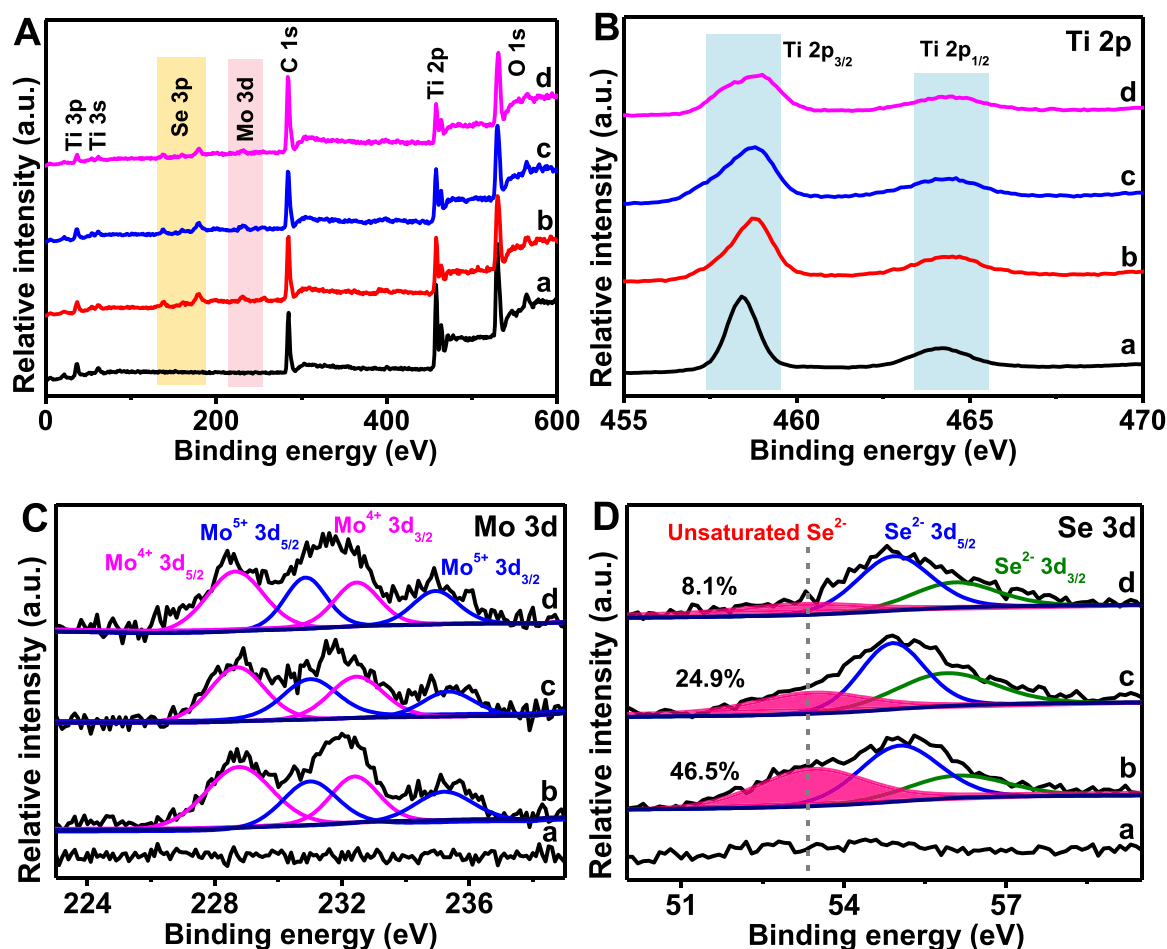 A
Relative intensity (a.u.)
Ti 3p
Ti 3s
Se 3p
Mo 3d
C 1s
Ti 2p
O 1s
d
c
b
a
0 200 400 600
Binding energy (eV)
B
Relative intensity (a.u.)
Ti 2p3/2
Ti 2p1/2
Ti 2p
d
c
b
a
455 460 465 470
Binding energy (eV)
C
Relative intensity (a.u.)
Mo4+ 3d5/2
Mo5+ 3d5/2
Mo4+ 3d3/2
Mo5+ 3d3/2
Mo 3d
d
c
b
a
224 228 232 236
Binding energy (eV)
D
Relative intensity (a.u.)
Unsaturated Se2-
Se2- 3d5/2
Se2- 3d3/2
Se 3d
8.1%
d
24.9%
c
46.5%
b
a
51 54 57
Binding energy (eV)